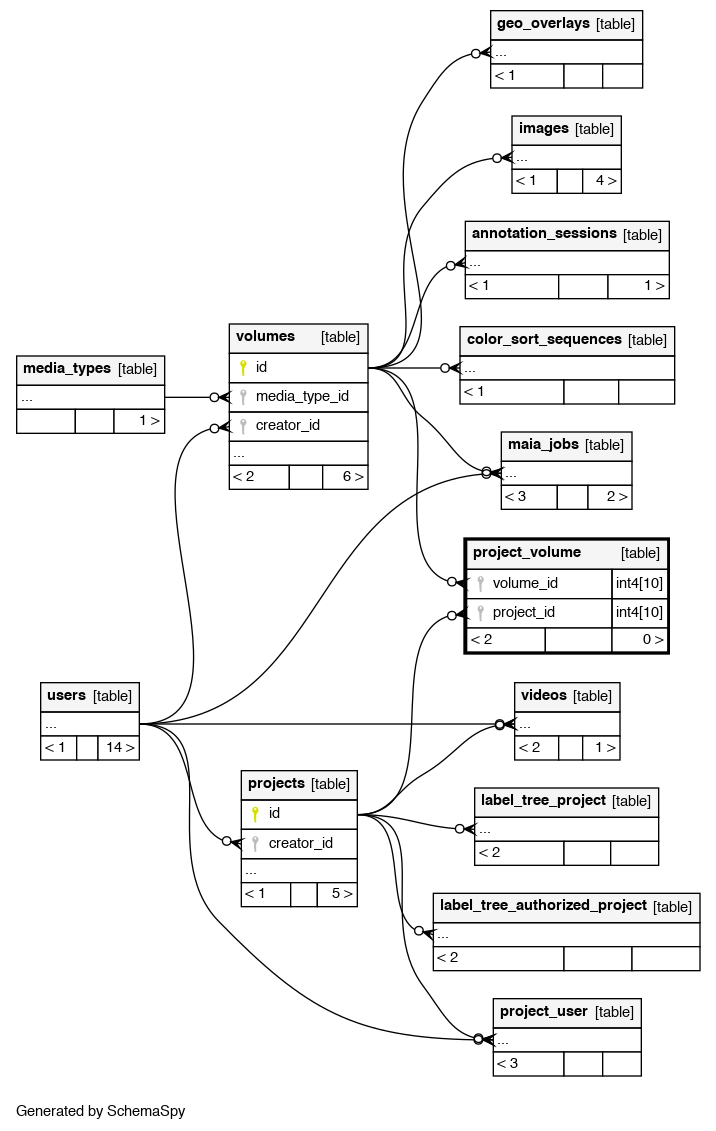 geo_overlays [table]
...
< 1
images [table]
...
< 1 4 >
annotation_sessions [table]
...
< 1 1 >
volumes [table]
id
media_type_id
creator_id
...
< 2 6 >
color_sort_sequences [table]
...
< 1
media_types [table]
...
1 >
maia_jobs [table]
...
< 3 2 >
project_volume [table]
volume_id int4[10]
project_id int4[10]
< 2 0 >
users [table]
...
< 1 14 >
videos [table]
...
< 2 1 >
projects [table]
id
creator_id
...
< 1 5 >
label_tree_project [table]
...
< 2
label_tree_authorized_project [table]
...
< 2
project_user [table]
...
< 3
Generated by SchemaSpy